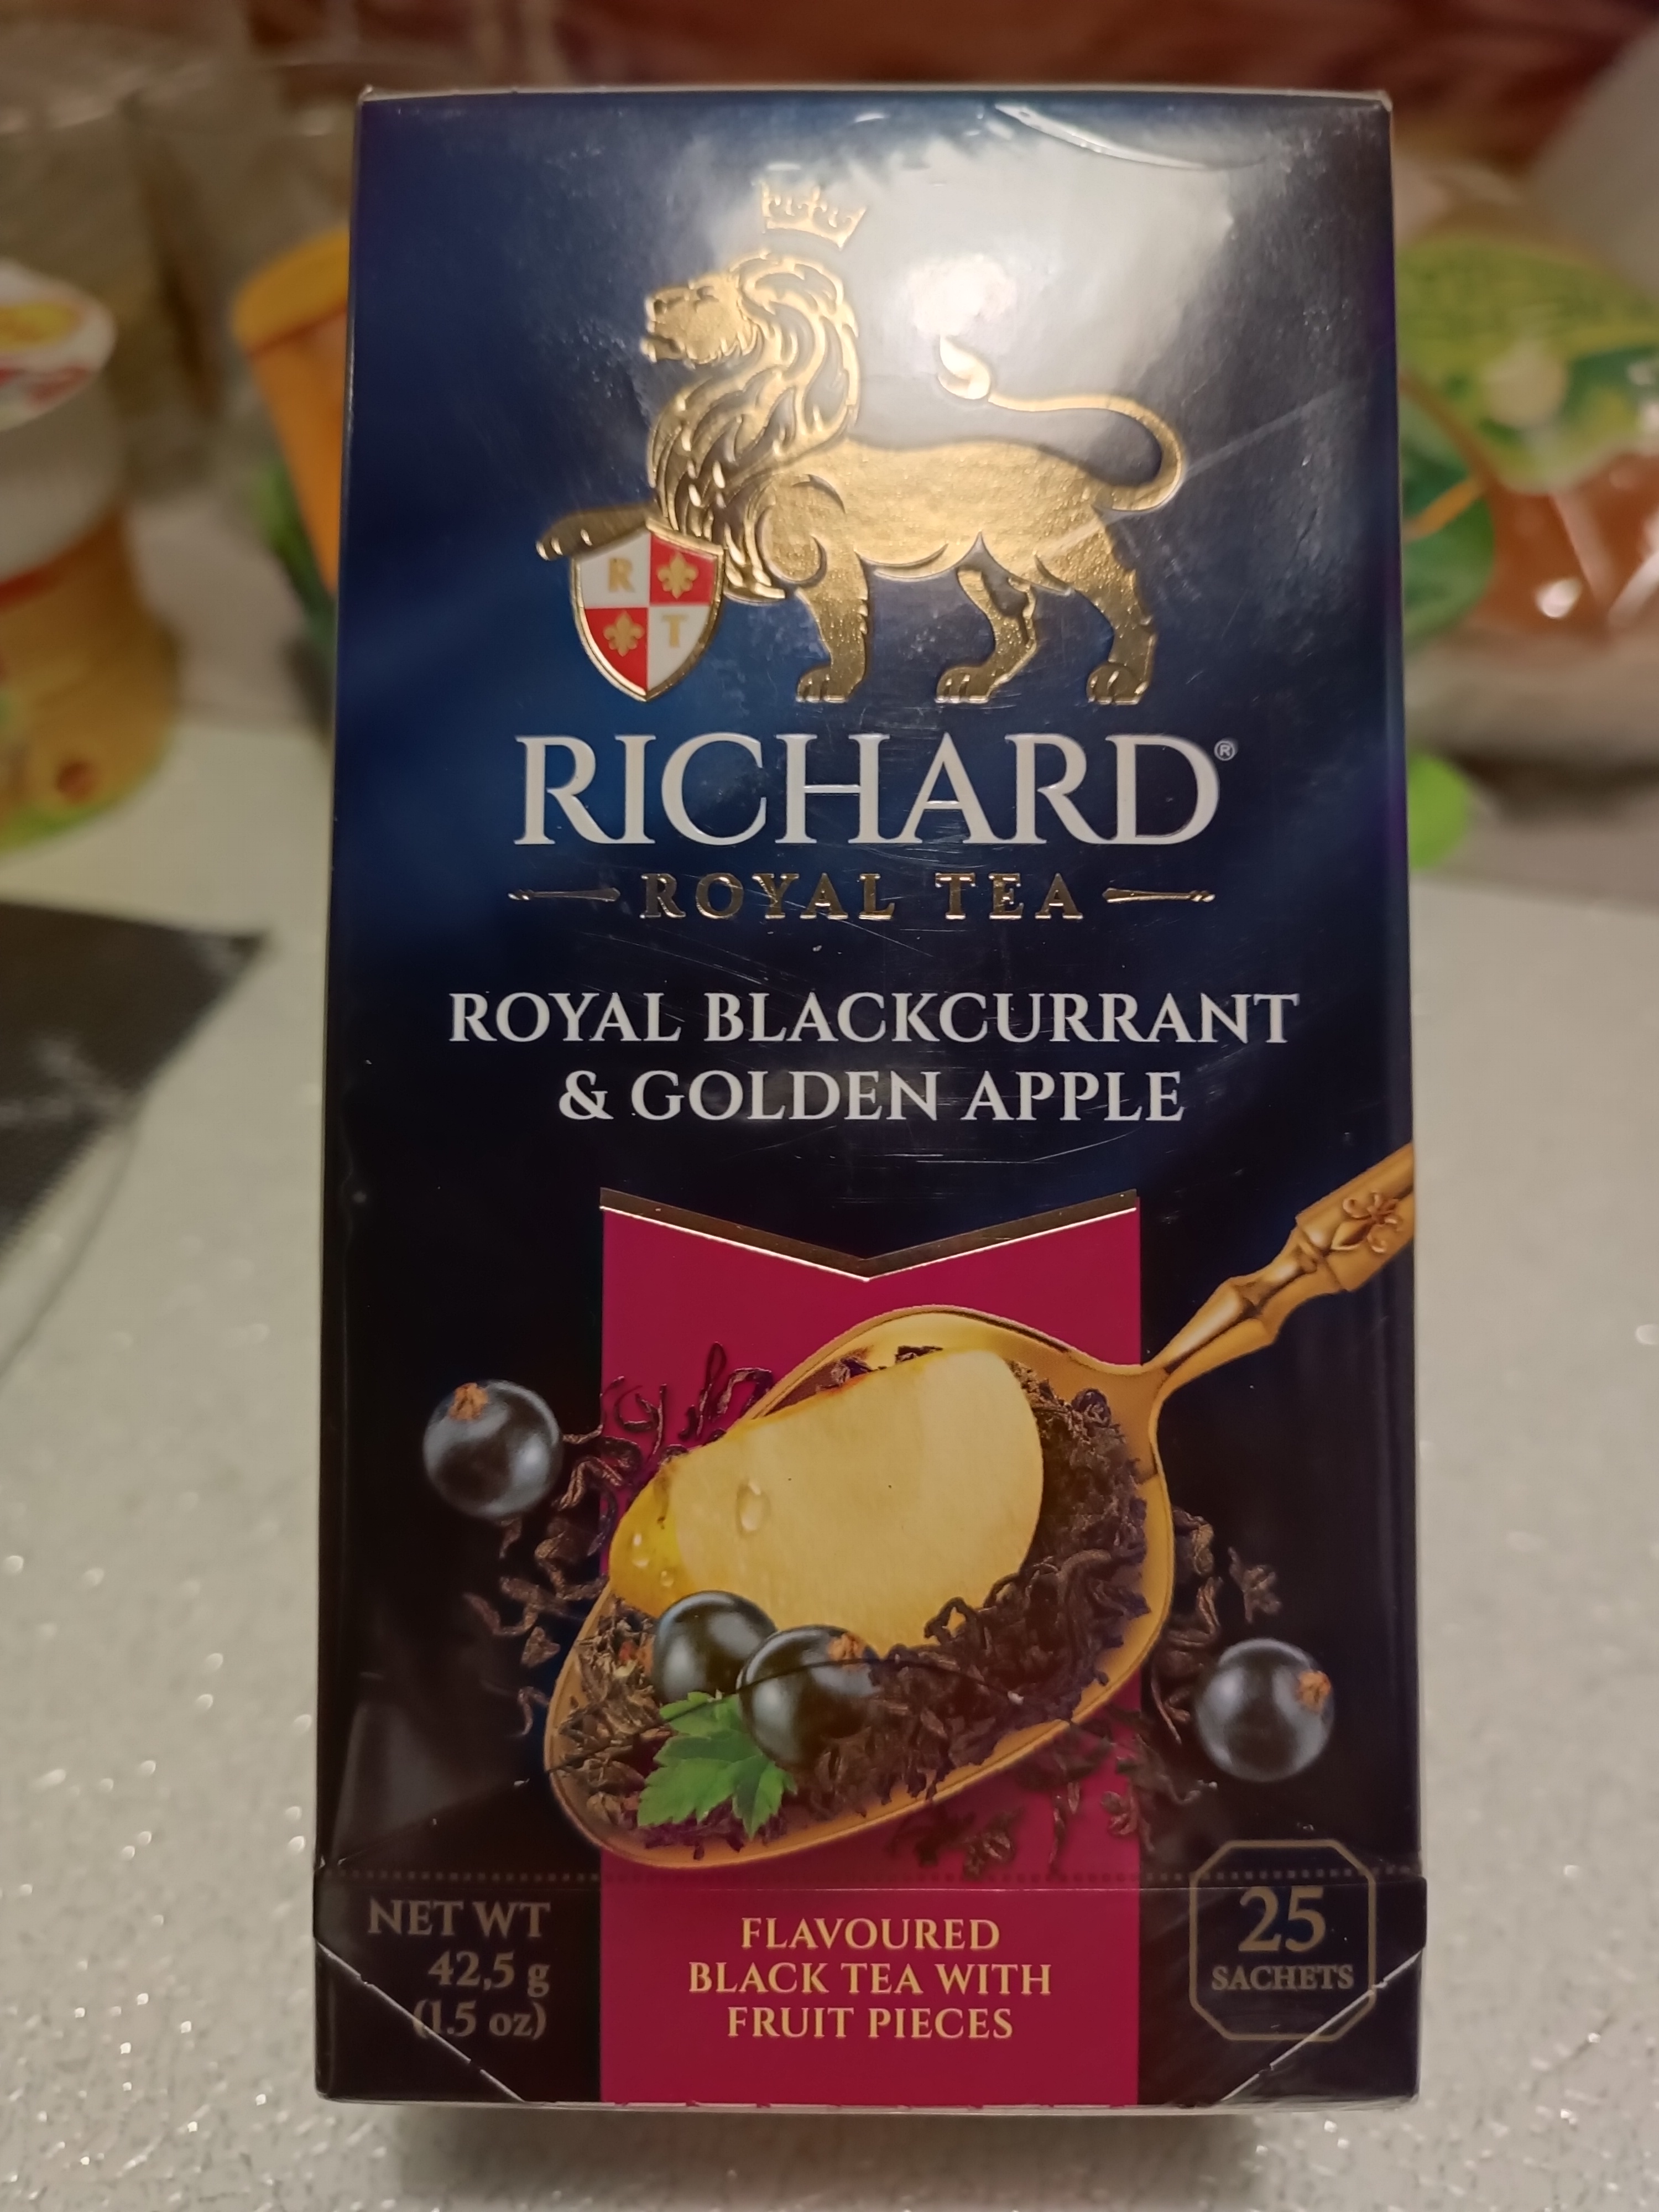 R
T
RICHARD®
ROYAL TEA
ROYAL BLACKCURRANT
& GOLDEN APPLE
NET WT
42,5 g
(1.5 oz)
FLAVOURED
BLACK TEA WITH
FRUIT PIECES
25
SACHETS